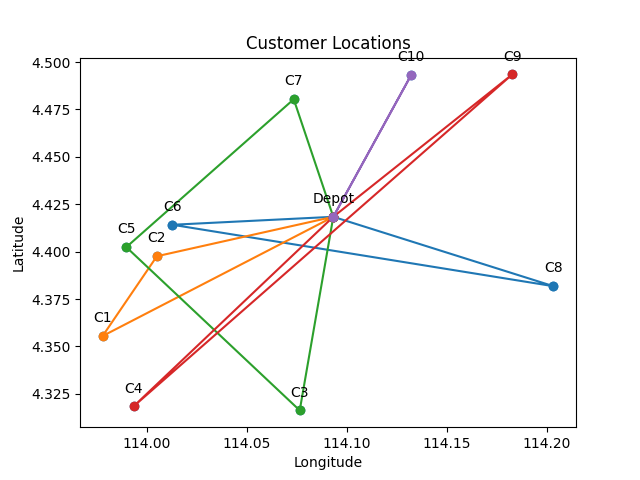 Customer Locations
C10
C9
4.500
C7
4.475
4.450
Depot
4.425
C6
C5
C2
4.400
C8
4.375
C1
4.350
C4
C3
4.325
114.00 114.05 114.10 114.15 114.20
Longitude
Latitude